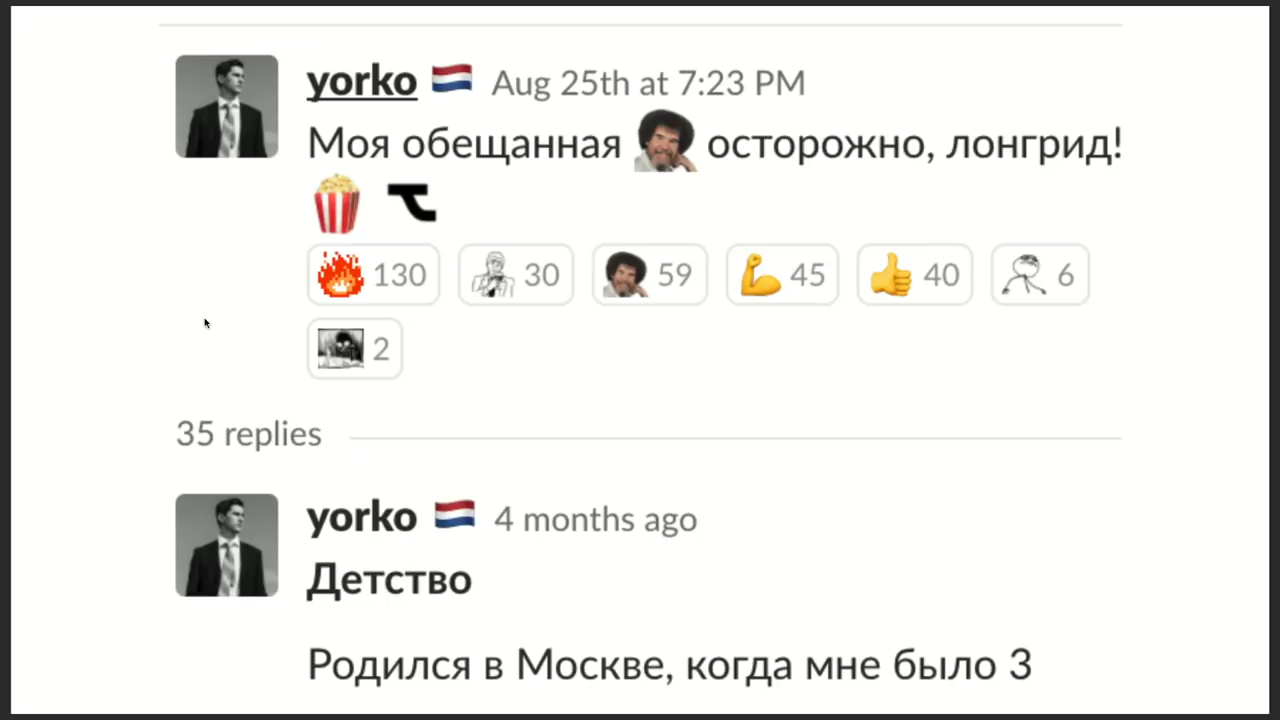 yorko Aug 25th at 7:23 PM
Моя обещанная осторожно, лонгрид!
130 30 59 45 40 6
2
35 replies
yorko 4 months ago
Детство
Родился в Москве, когда мне было 3